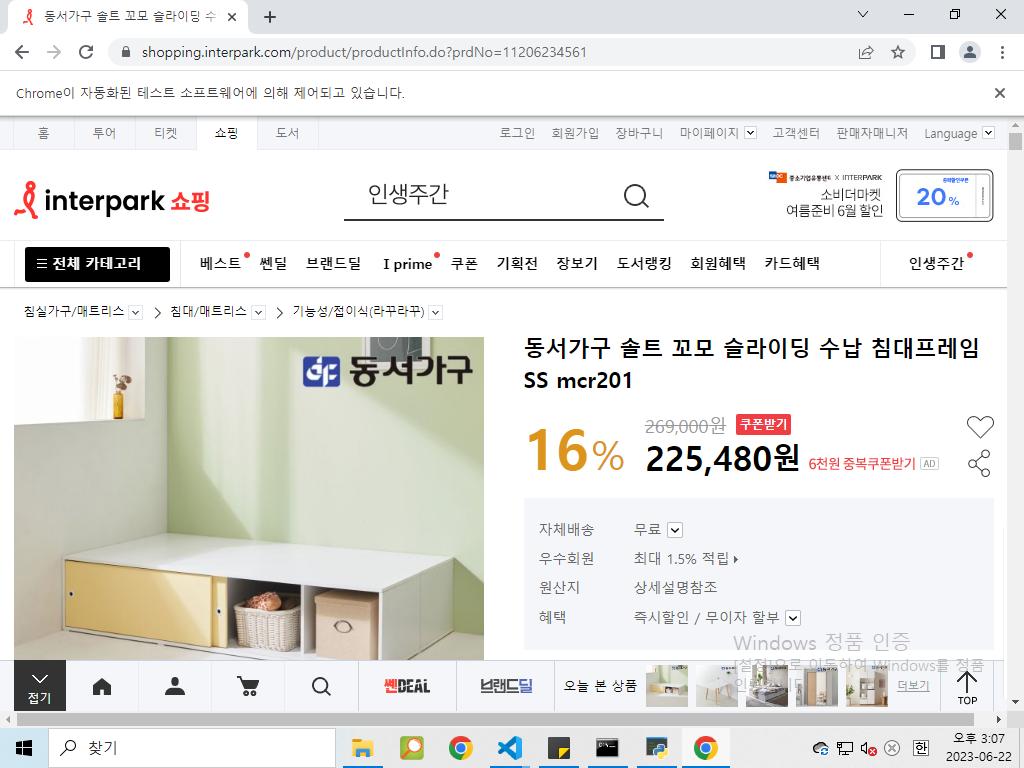 동서가구 솔트 꼬모 슬라이딩 수
shopping.interpark.com/product/productInfo.do?prdNo=11206234561
Chrome이 자동화된 테스트 소프트웨어에 의해 제어되고 있습니다.
홈 투어 티켓 쇼핑 도서 로그인 회원가입 장바구니 마이페이지 고객센터 판매자매니저 Language
interpark 쇼핑
인생주간
중소기업유통센터 X INTERPARK
소비더마켓
여름준비 6월 할인
20%
전체 카테고리 베스트 쎈딜 브랜드딜 I prime 쿠폰 기획전 장보기 도서랭킹 회원혜택 카드혜택 인생주간
침실가구/매트리스 침대/매트리스 기능성/접이식(라꾸라꾸)
동서가구
동서가구 솔트 꼬모 슬라이딩 수납 침대프레임
SS mcr201
16%
269,000원 쿠폰받기
225,480원 6천원 중복쿠폰받기 AD
자체배송 무료
우수회원 최대 1.5% 적립
원산지 상세설명참조
혜택 즉시할인 / 무이자 할부
Windows 정품 인증
[설정]으로 이동하여 Windows를 정품
접기
쎈DEAL
브랜드딜
오늘 본 상품
더보기
TOP
찾기
한
오후 3:07
2023-06-22